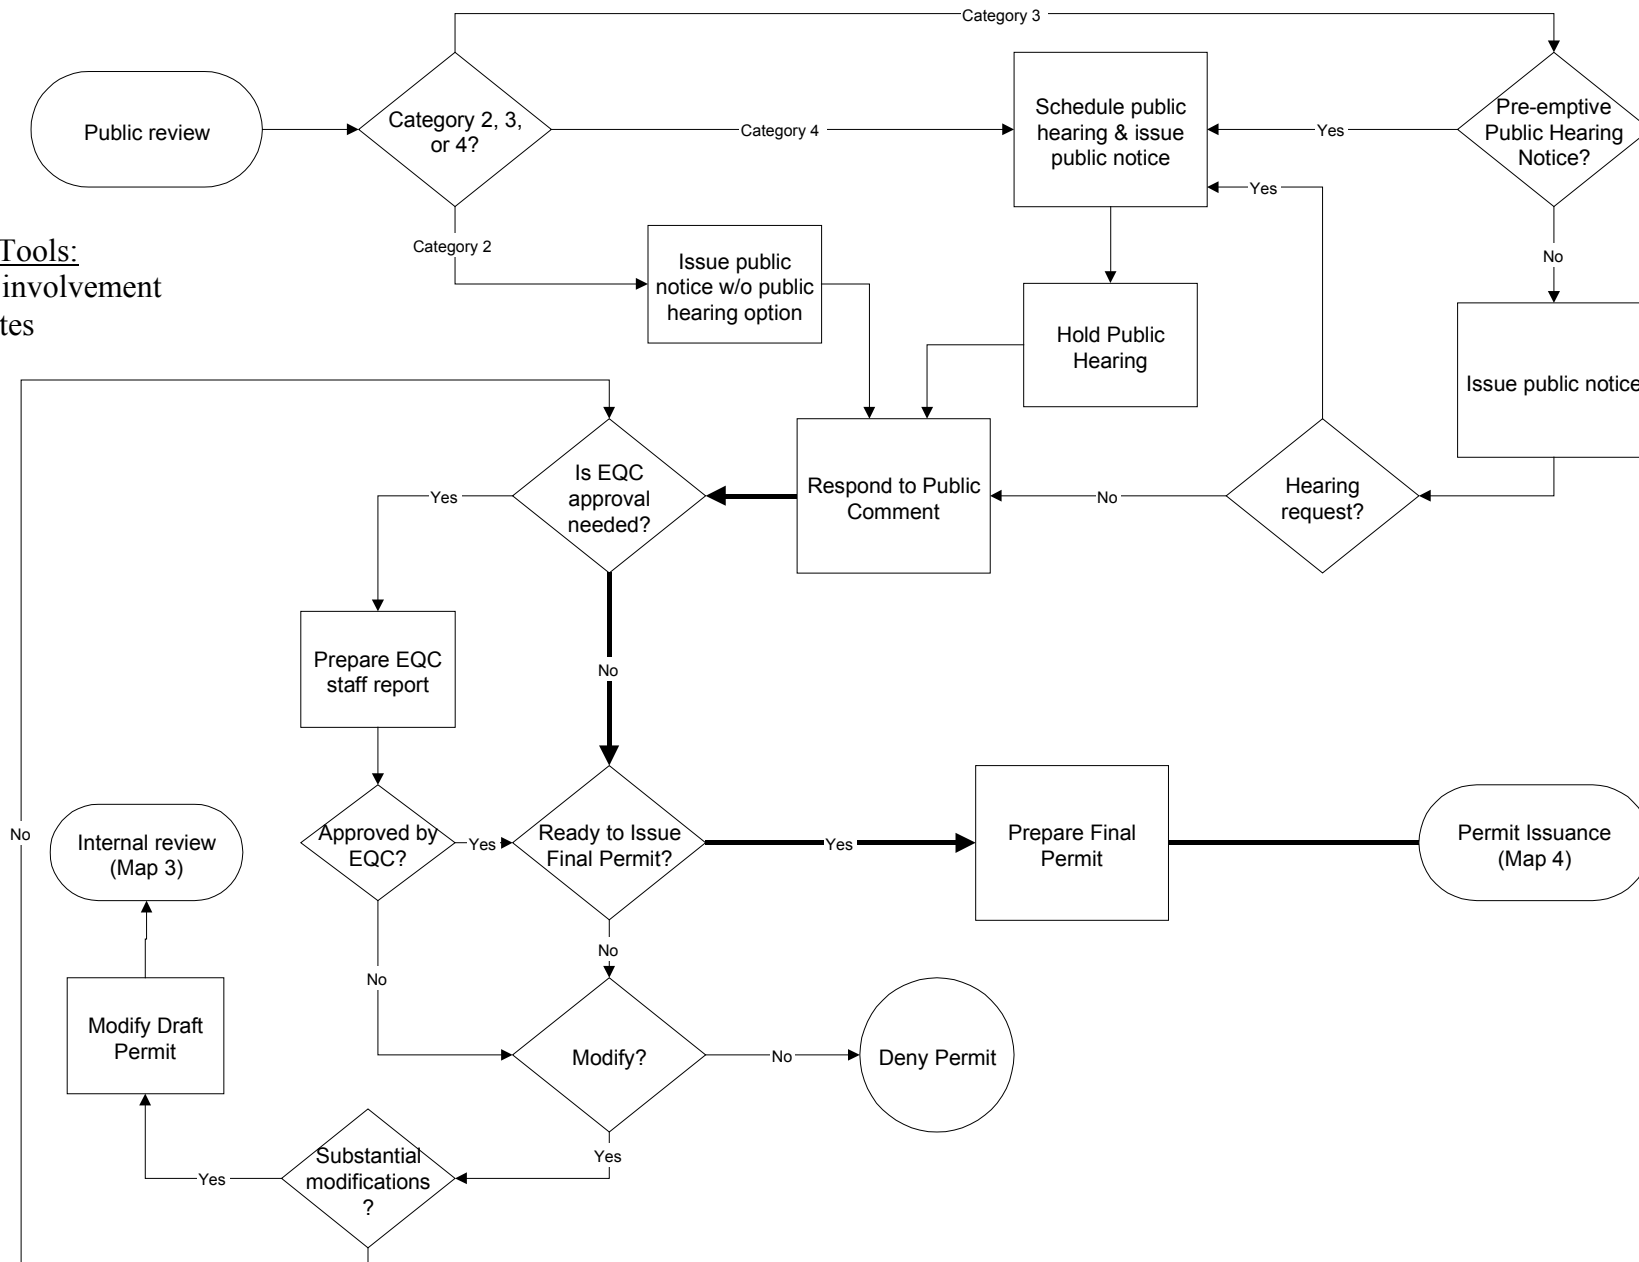 Category 3
Public review
Category 2, 3,
or 4?
Category 4
Schedule public
hearing & issue
public notice
Yes
Pre-emptive
Public Hearing
Notice?
Yes
Category 2
No
Tools:
involvement
tes
Issue public
notice w/o public
hearing option
Hold Public
Hearing
Issue public notice
Is EQC
approval
needed?
Yes
Respond to Public
Comment
No
Hearing
request?
Prepare EQC
staff report
No
No
Internal review
(Map 3)
Approved by
EQC?
Yes
Ready to Issue
Final Permit?
Yes
Prepare Final
Permit
Permit Issuance
(Map 4)
No
No
Modify Draft
Permit
Modify?
No
Deny Permit
Yes
Substantial
modifications
?
Yes